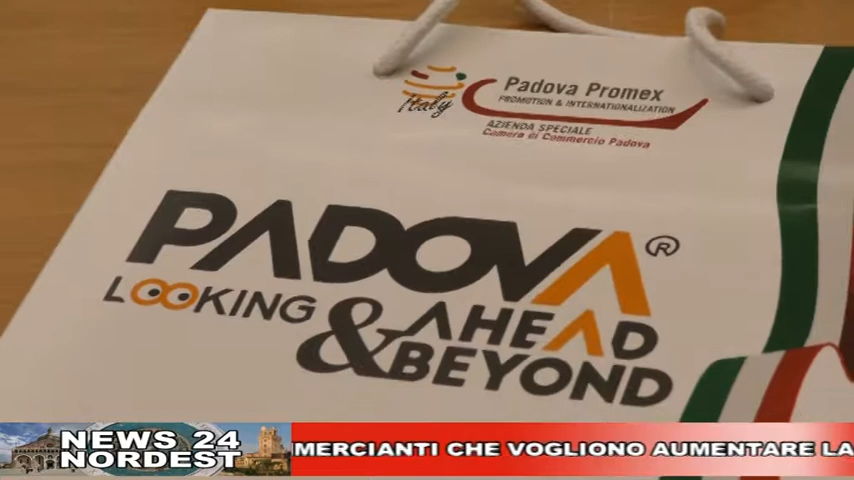 Italy
Padova Promex
PROMOTION & INTERNATIONALIZATION
AZIENDA SPECIALE
Camera di Commercio Padova
PADOVA®
LOOKING
&
AHEAD
BEYOND
NEWS 24
NORDEST
MERCIANTI CHE VOGLIONO AUMENTARE LA